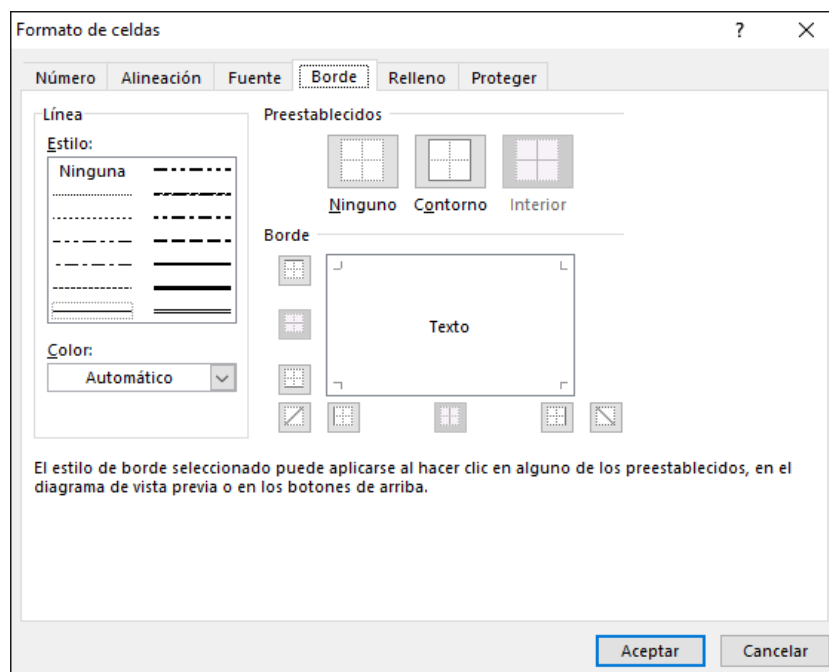 Formato de celdas
?
Número Alineación Fuente Borde Relleno Proteger
Línea
Estilo:
Ninguna
Color:
Automático
Preestablecidos
Ninguno Contorno Interior
Borde
Texto
El estilo de borde seleccionado puede aplicarse al hacer clic en alguno de los preestablecidos, en el
diagrama de vista previa o en los botones de arriba.
Aceptar Cancelar